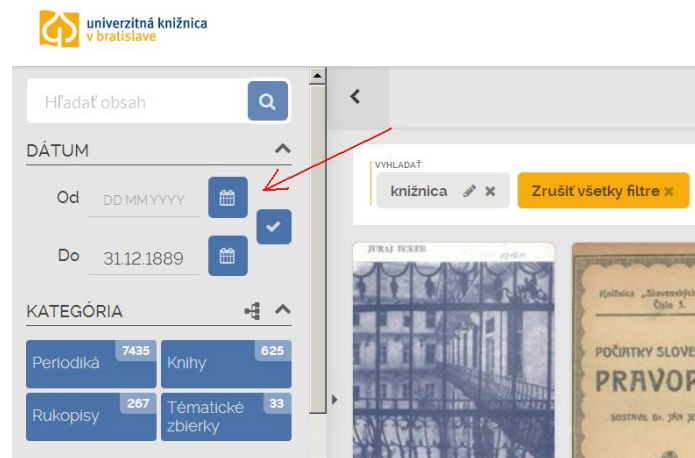 univerzitná knižnica
v bratislave
Hľadať obsah
DÁTUM
Od DD.MM.YYYY
Do 31.12.1889
KATEGÓRIA
Periodiká 7435
Knihy 625
Rukopisy 267
Tématické 33
zbierky
VYHĽADAŤ
knižnica
Zrušiť všetky filtre
JURAJ ECKER
Knižnica „Slovenských
Číslo 3.
POČIATKY SLOVE
PRAVOP
SOSTAVIL Dr. JÁN